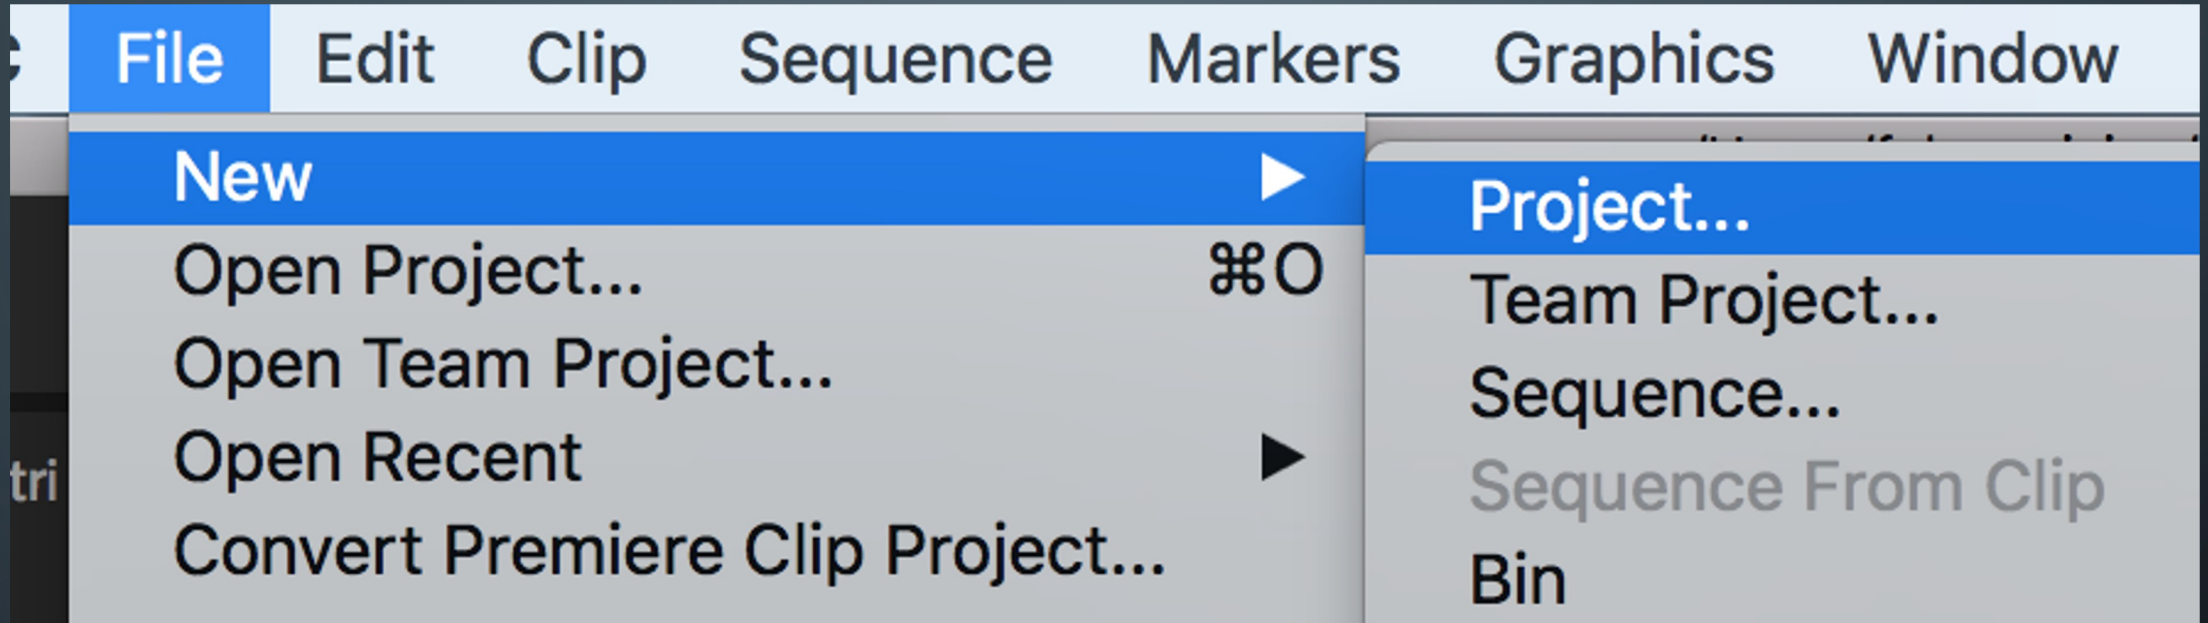 File Edit Clip Sequence Markers Graphics Window
New
Open Project... ⌘O
Open Team Project...
Open Recent
Convert Premiere Clip Project...
Project...
Team Project...
Sequence...
Sequence From Clip
Bin
tri